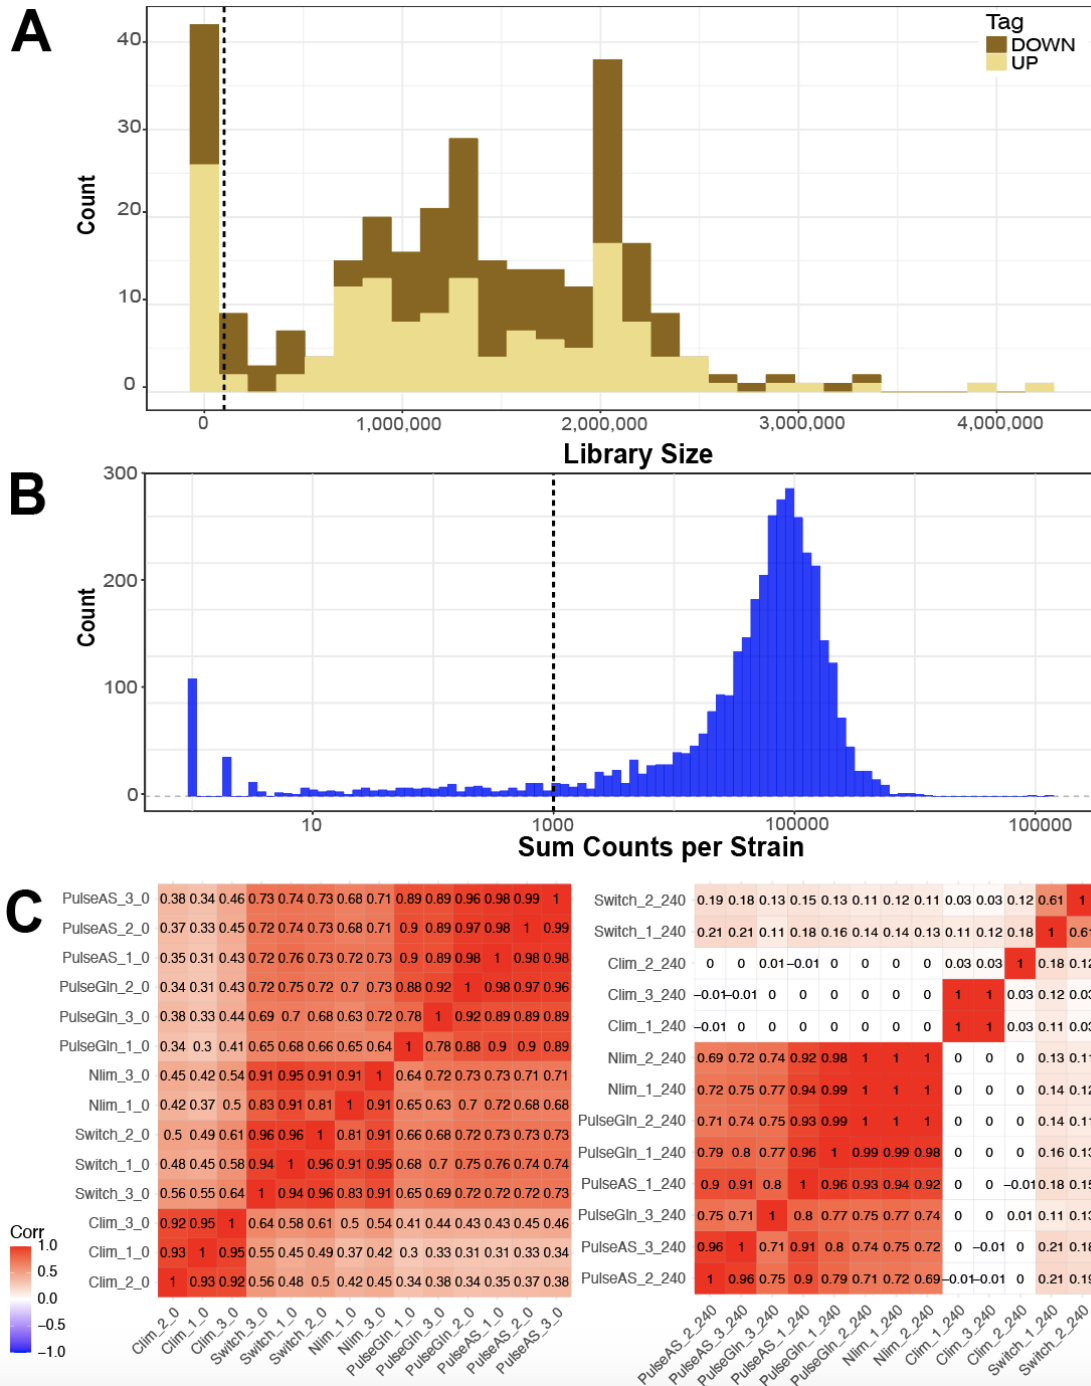 A
Tag
DOWN
UP
Count
40
30
20
10
0
0 1,000,000 2,000,000 3,000,000 4,000,000
Library Size
B
Count
300
200
100
0
10 1000 100000 100000
Sum Counts per Strain
C
PulseAS_3_0 0.38 0.34 0.46 0.73 0.74 0.73 0.68 0.71 0.89 0.89 0.96 0.98 0.99 1
PulseAS_2_0 0.37 0.33 0.45 0.72 0.74 0.73 0.68 0.73 0.9 0.89 0.97 0.98 1 0.99
PulseAS_1_0 0.35 0.31 0.43 0.72 0.76 0.73 0.72 0.73 0.9 0.89 0.98 1 0.98 0.98
PulseGln_2_0 0.34 0.31 0.43 0.72 0.75 0.72 0.7 0.73 0.88 0.92 1 0.98 0.97 0.96
PulseGln_3_0 0.38 0.33 0.44 0.69 0.7 0.68 0.63 0.72 0.78 1 0.92 0.89 0.89 0.89
PulseGln_1_0 0.34 0.3 0.41 0.65 0.68 0.66 0.65 0.64 1 0.78 0.88 0.9 0.9 0.89
Nlim_3_0 0.45 0.42 0.54 0.91 0.95 0.91 0.91 1 0.64 0.72 0.73 0.73 0.71 0.71
Nlim_1_0 0.42 0.37 0.5 0.83 0.91 0.81 1 0.91 0.65 0.63 0.7 0.72 0.68 0.68
Switch_2_0 0.5 0.49 0.61 0.96 0.96 1 0.81 0.91 0.66 0.68 0.72 0.73 0.73 0.73
Switch_1_0 0.48 0.45 0.58 0.94 1 0.96 0.91 0.95 0.68 0.7 0.75 0.76 0.74 0.74
Switch_3_0 0.56 0.55 0.64 1 0.94 0.96 0.83 0.91 0.65 0.69 0.72 0.72 0.72 0.73
Clim_3_0 0.92 0.95 1 0.64 0.58 0.61 0.5 0.54 0.41 0.44 0.43 0.43 0.45 0.46
Clim_1_0 0.93 1 0.95 0.55 0.45 0.49 0.37 0.42 0.3 0.33 0.31 0.31 0.33 0.34
Clim_2_0 1 0.93 0.92 0.56 0.48 0.5 0.42 0.45 0.34 0.38 0.34 0.35 0.37 0.38
Clim_2_0 Clim_1_0 Clim_3_0 Switch_3_0 Switch_1_0 Switch_2_0 Nlim_1_0 Nlim_3_0 PulseGln_1_0 PulseGln_3_0 PulseGln_2_0 PulseAS_1_0 PulseAS_2_0 PulseAS_3_0
Corr
1.0
0.5
0.0
−0.5
−1.0
Switch_2_240 0.19 0.18 0.13 0.15 0.13 0.11 0.12 0.11 0.03 0.03 0.12 0.61 1
Switch_1_240 0.21 0.21 0.11 0.18 0.16 0.14 0.14 0.13 0.11 0.12 0.18 1 0.61
Clim_2_240 0 0 0.01 −0.01 0 0 0 0 0.03 0.03 1 0.18 0.12
Clim_3_240 −0.01 −0.01 0 0 0 0 0 0 1 1 0.03 0.12 0.03
Clim_1_240 −0.01 0 0 0 0 0 0 0 1 1 0.03 0.11 0.03
Nlim_2_240 0.69 0.72 0.74 0.92 0.98 1 1 1 0 0 0 0.13 0.11
Nlim_1_240 0.72 0.75 0.77 0.94 0.99 1 1 1 0 0 0 0.14 0.12
PulseGln_2_240 0.71 0.74 0.75 0.93 0.99 1 1 1 0 0 0 0.14 0.11
PulseGln_1_240 0.79 0.8 0.77 0.96 1 0.99 0.99 0.98 0 0 0 0.16 0.13
PulseAS_1_240 0.9 0.91 0.8 1 0.96 0.93 0.94 0.92 0 0 −0.01 0.18 0.15
PulseGln_3_240 0.75 0.71 1 0.8 0.77 0.75 0.77 0.74 0 0 0.01 0.11 0.13
PulseAS_3_240 0.96 1 0.71 0.91 0.8 0.74 0.75 0.72 0 −0.01 0 0.21 0.18
PulseAS_2_240 1 0.96 0.75 0.9 0.79 0.71 0.72 0.69 −0.01 −0.01 0 0.21 0.19
PulseAS_2_240 PulseAS_3_240 PulseGln_3_240 PulseAS_1_240 PulseGln_1_240 PulseGln_2_240 Nlim_1_240 Nlim_2_240 Clim_1_240 Clim_3_240 Clim_2_240 Switch_1_240 Switch_2_240